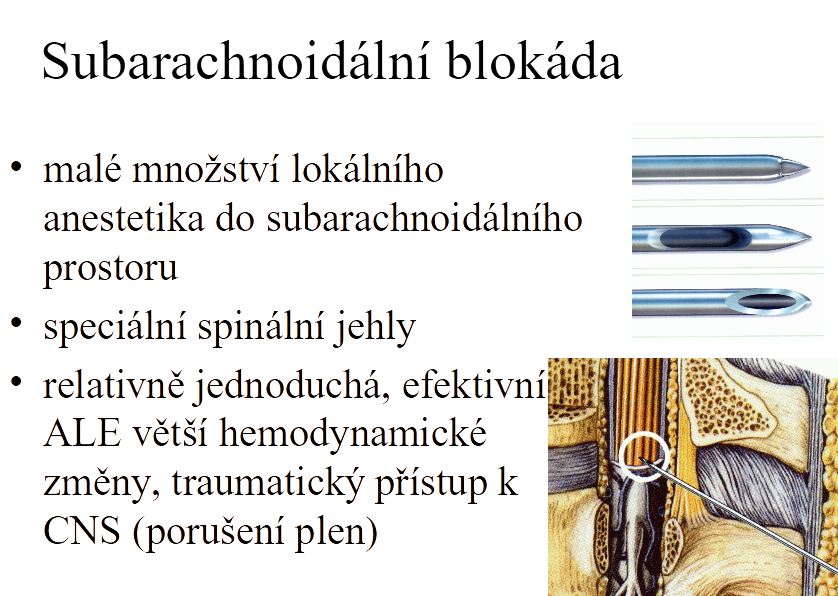 Subarachnoidální blokáda
• malé množství lokálního
anestetika do subarachnoidálního
prostoru
• speciální spinální jehly
• relativně jednoduchá, efektivní
ALE větší hemodynamické
změny, traumatický přístup k
CNS (porušení plen)